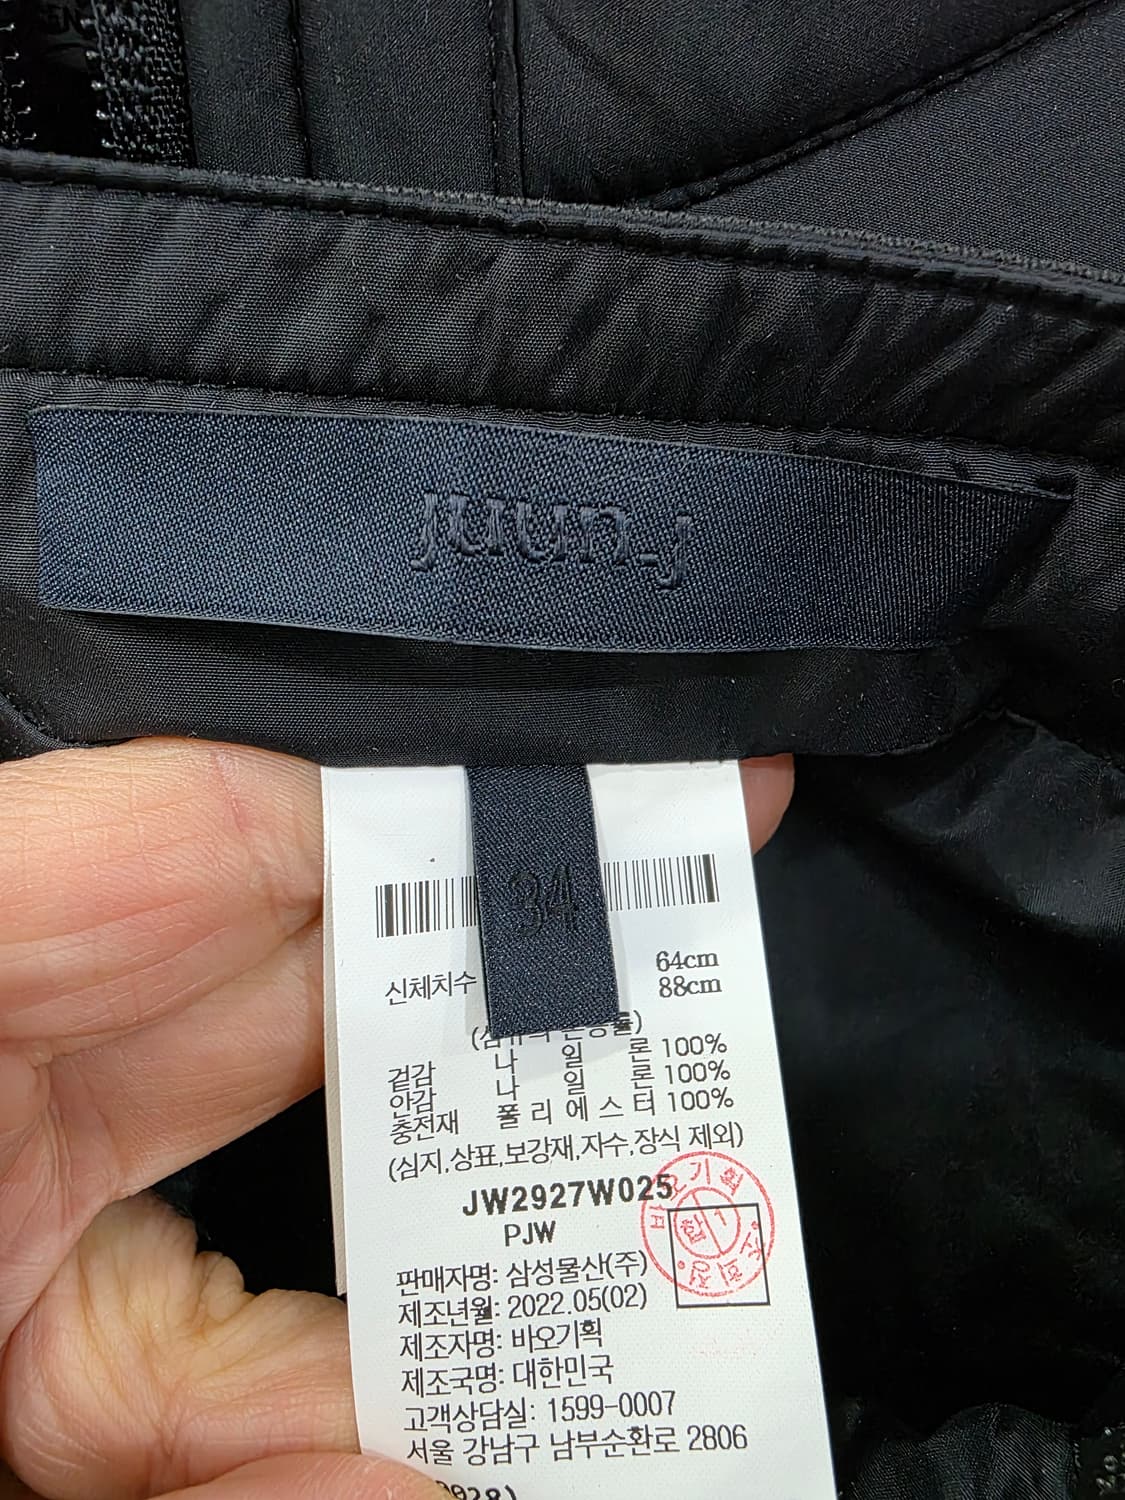 juun.j
34
64cm
신체치수 88cm
겉감 나 일 론 100%
안감 나 일 론 100%
충전재 폴 리 에 스 터 100%
(심지,상표,보강재,자수,장식 제외)
JW2927W025
PJW
판매자명: 삼성물산(주)
제조년월: 2022.05(02)
제조자명: 바오기획
제조국명: 대한민국
고객상담실: 1599-0007
서울 강남구 남부순환로 2806